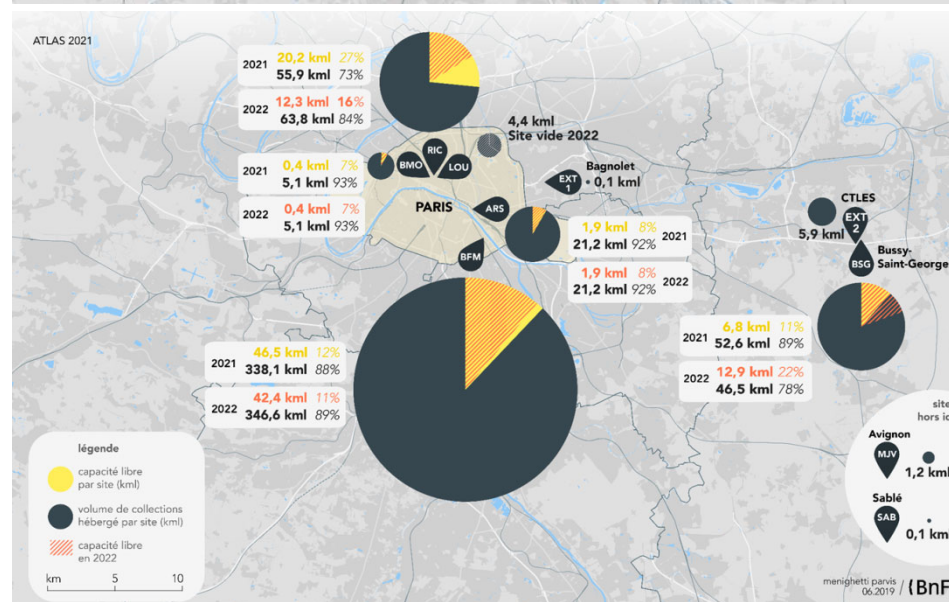 ATLAS 2021
2021 20,2 kml 27%
55,9 kml 73%
2022 12,3 kml 16%
63,8 kml 84%
4,4 kml
Site vide 2022
2021 0,4 kml 7%
5,1 kml 93%
2022 0,4 kml 7%
5,1 kml 93%
BMO
RIC
LOU
PARIS
ARS
BFM
Bagnolet
EXT
1
0,1 kml
1,9 kml 8% 2021
21,2 kml 92%
1,9 kml 8% 2022
21,2 kml 92%
CTLES
EXT
2
5,9 kml
BSG
Bussy-
Saint-George
2021 6,8 kml 11%
52,6 kml 89%
2022 12,9 kml 22%
46,5 kml 78%
2021 46,5 kml 12%
338,1 kml 88%
2022 42,4 kml 11%
346,6 kml 89%
légende
capacité libre
par site (kml)
volume de collections
hébergé par site (kml)
capacité libre
en 2022
km 5 10
site
hors id
Avignon
MJV
1,2 kml
Sablé
SAB
0,1 km
menighetti parvis
06.2019 / {BnF